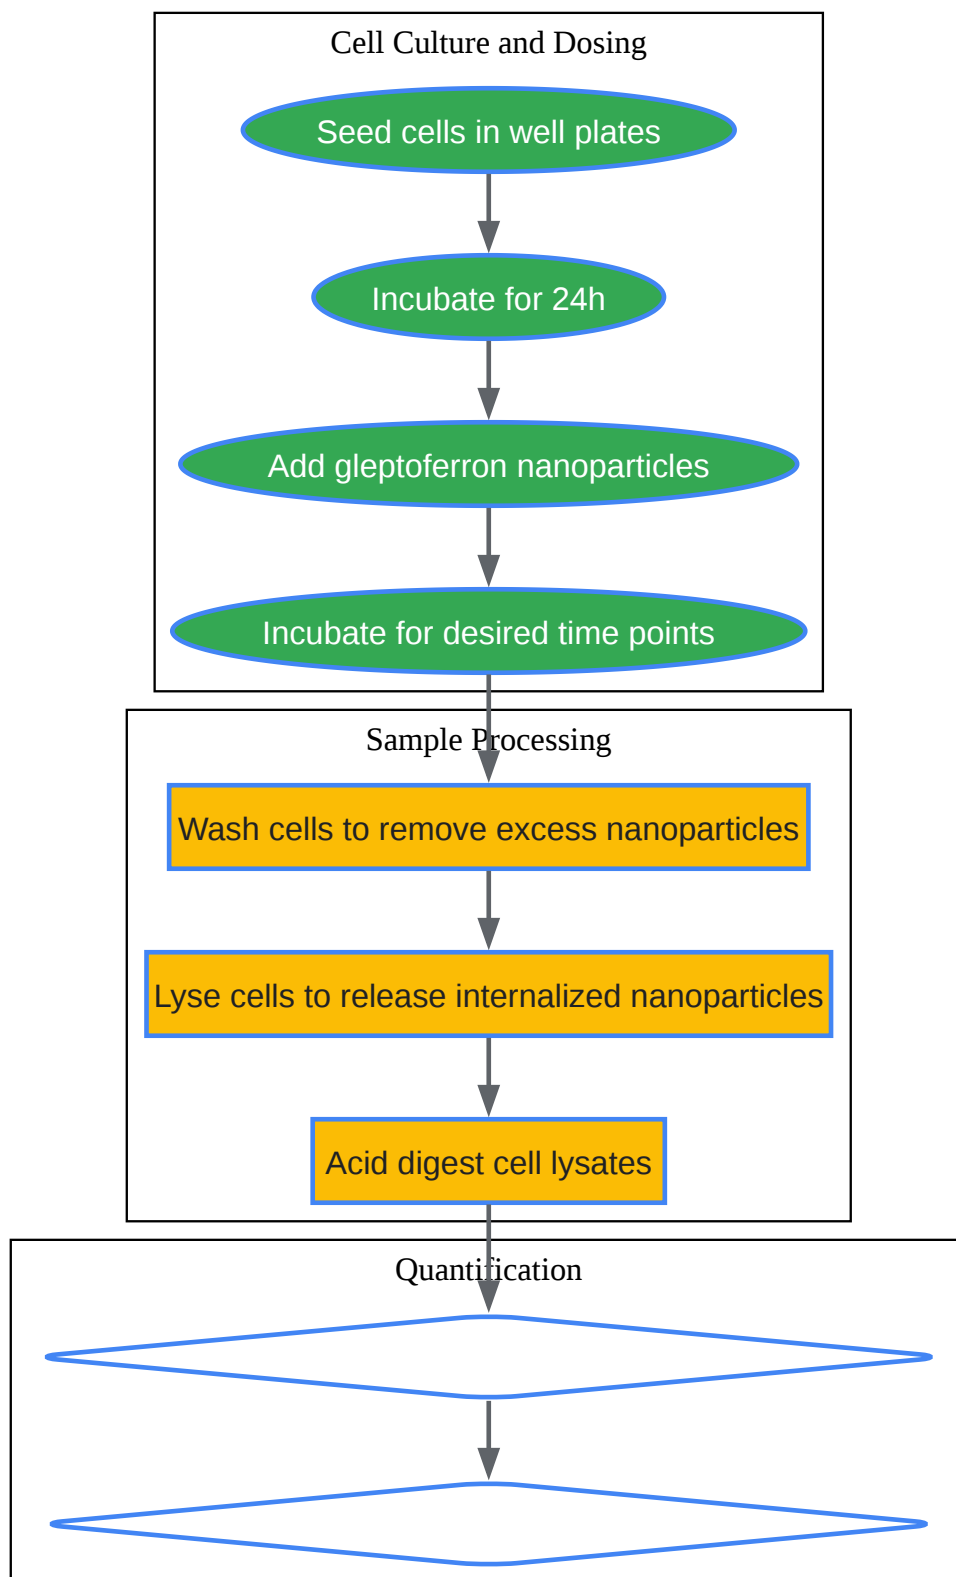 Cell Culture and Dosing
Seed cells in well plates
Incubate for 24h
Add gleptoferron nanoparticles
Incubate for desired time points
Sample Processing
Wash cells to remove excess nanoparticles
Lyse cells to release internalized nanoparticles
Acid digest cell lysates
Quantification